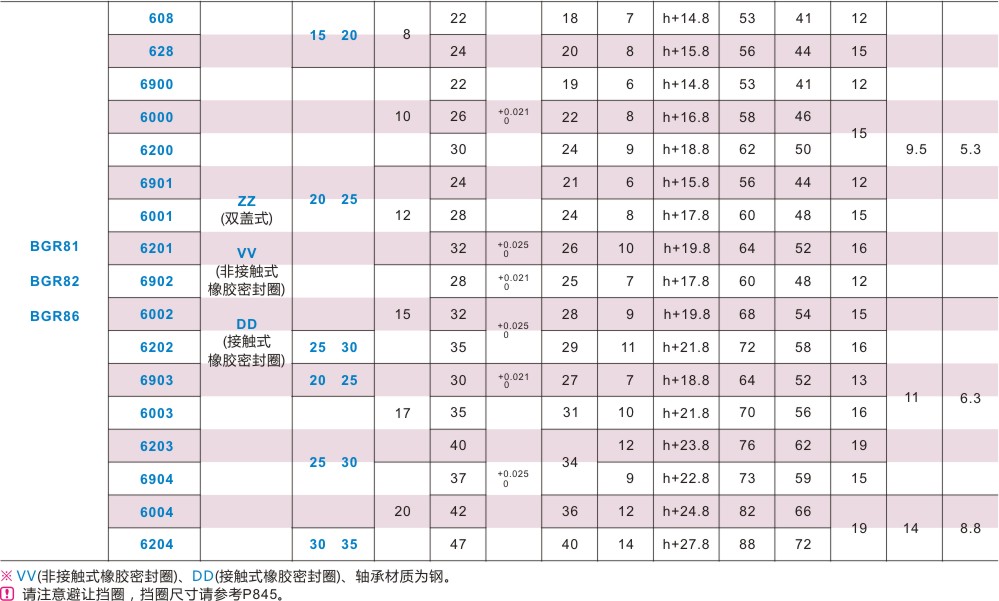 608 15 20 8 22 18 7 h+14.8 53 41 12
628 24 20 8 h+15.8 56 44 15
6900 22 19 6 h+14.8 53 41 12
6000 10 26 +0.021 0 22 8 h+16.8 58 46 15
6200 30 24 9 h+18.8 62 50 9.5 5.3
6901 24 21 6 h+15.8 56 44 12
ZZ 20 25
(双盖式)
6001 12 28 24 8 h+17.8 60 48 15
BGR81 6201 VV 32 +0.025 0 26 10 h+19.8 64 52 16
(非接触式
BGR82 6902 28 +0.021 0 25 7 h+17.8 60 48 12
橡胶密封圈)
BGR86 6002 DD 15 32 +0.025 0 28 9 h+19.8 68 54 15
(接触式
6202 25 30 35 29 11 h+21.8 72 58 16
橡胶密封圈)
6903 20 25 30 +0.021 0 27 7 h+18.8 64 52 13
11 6.3
6003 17 35 31 10 h+21.8 70 56 16
6203 40 12 h+23.8 76 62 19
25 30 34
6904 37 +0.025 0 9 h+22.8 73 59 15
6004 20 42 36 12 h+24.8 82 66
19 14 8.8
6204 30 35 47 40 14 h+27.8 88 72
※ VV(非接触式橡胶密封圈)、DD(接触式橡胶密封圈)、轴承材质为钢。
! 请注意避让挡圈，挡圈尺寸请参考P845。